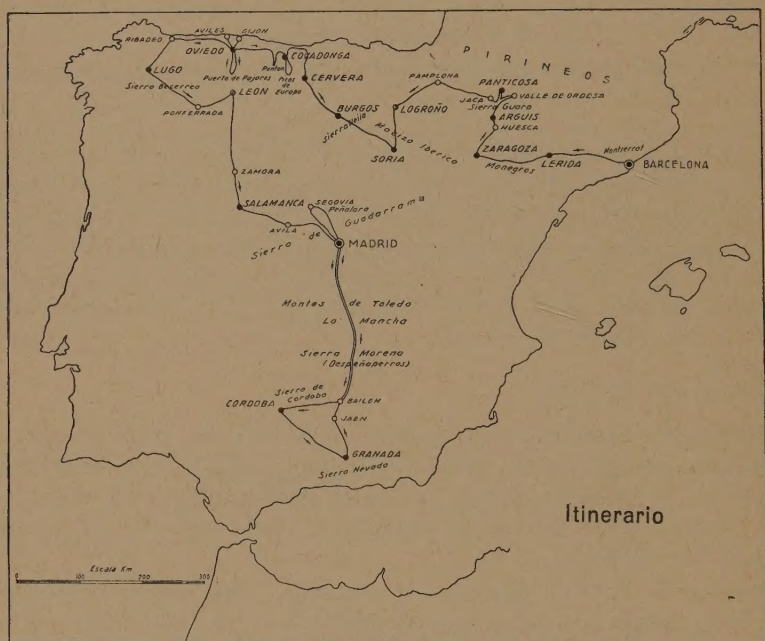 AVILES
GIJON
RIBADEO
OVIEDO
COVADONGA
PIRINEOS
Puerto de Pajares
Ponton
Picos de Europa
LUGO
CERVERA
PAMPLONA
PANTICOSA
Sierra Becerrea
LEON
JACA
VALLE DE ORDESA
Sierra Guara
PONFERRADA
BURGOS
LOGROÑO
ARGUIS
HUESCA
Macizo Iberico
SORIA
ZARAGOZA
LERIDA
Montserrat
BARCELONA
Monegros
ZAMORA
SALAMANCA
SEGOVIA
Peñalara
AVILA
Sierra de Guadarrama
MADRID
Montes de Toledo
La Mancha
Sierra Morena
(Despeñaperros)
Sierra de
Cordoba
CORDOBA
BAILEN
JAEN
GRANADA
Sierra Nevada
Itinerario
Escala Km
0 100 200 300